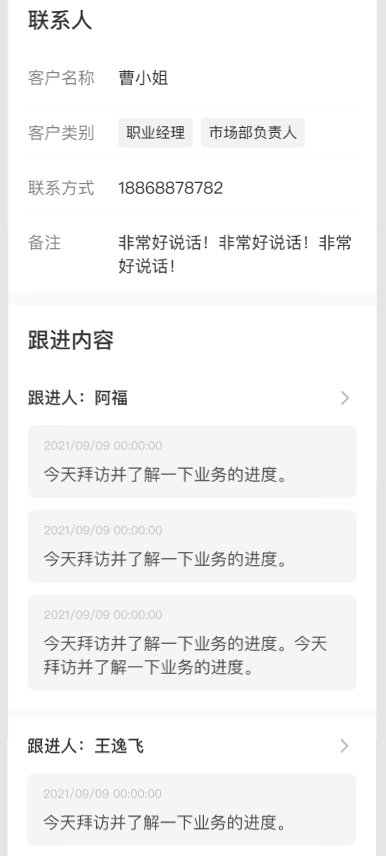 联系人
客户名称 曹小姐
客户类别 职业经理 市场部负责人
联系方式 18868878782
备注 非常好说话！非常好说话！非常
好说话！
跟进内容
跟进人：阿福
2021/09/09 00:00:00
今天拜访并了解一下业务的进度。
2021/09/09 00:00:00
今天拜访并了解一下业务的进度。
2021/09/09 00:00:00
今天拜访并了解一下业务的进度。今天
拜访并了解一下业务的进度。
跟进人：王逸飞
2021/09/09 00:00:00
今天拜访并了解一下业务的进度。